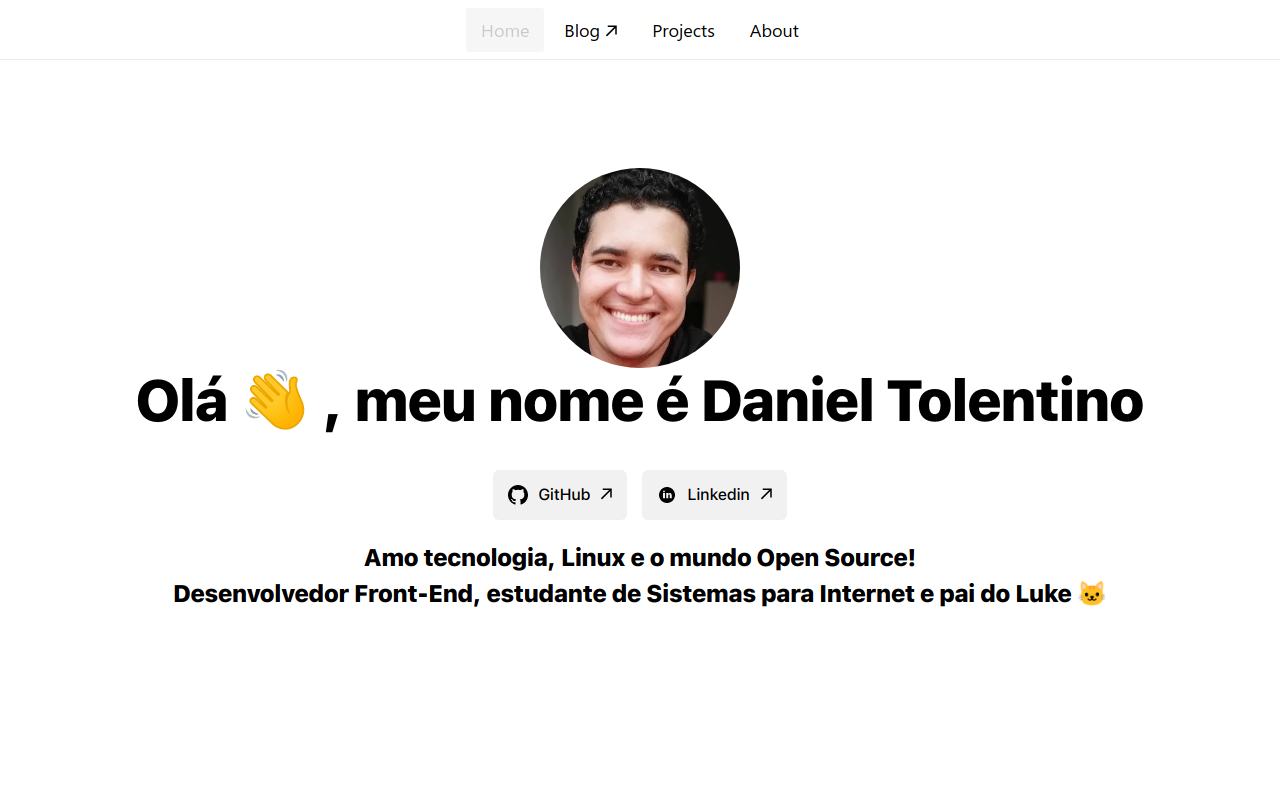 Home Blog Projects About
Olá 👋 , meu nome é Daniel Tolentino
GitHub Linkedin
Amo tecnologia, Linux e o mundo Open Source!
Desenvolvedor Front-End, estudante de Sistemas para Internet e pai do Luke 🐱